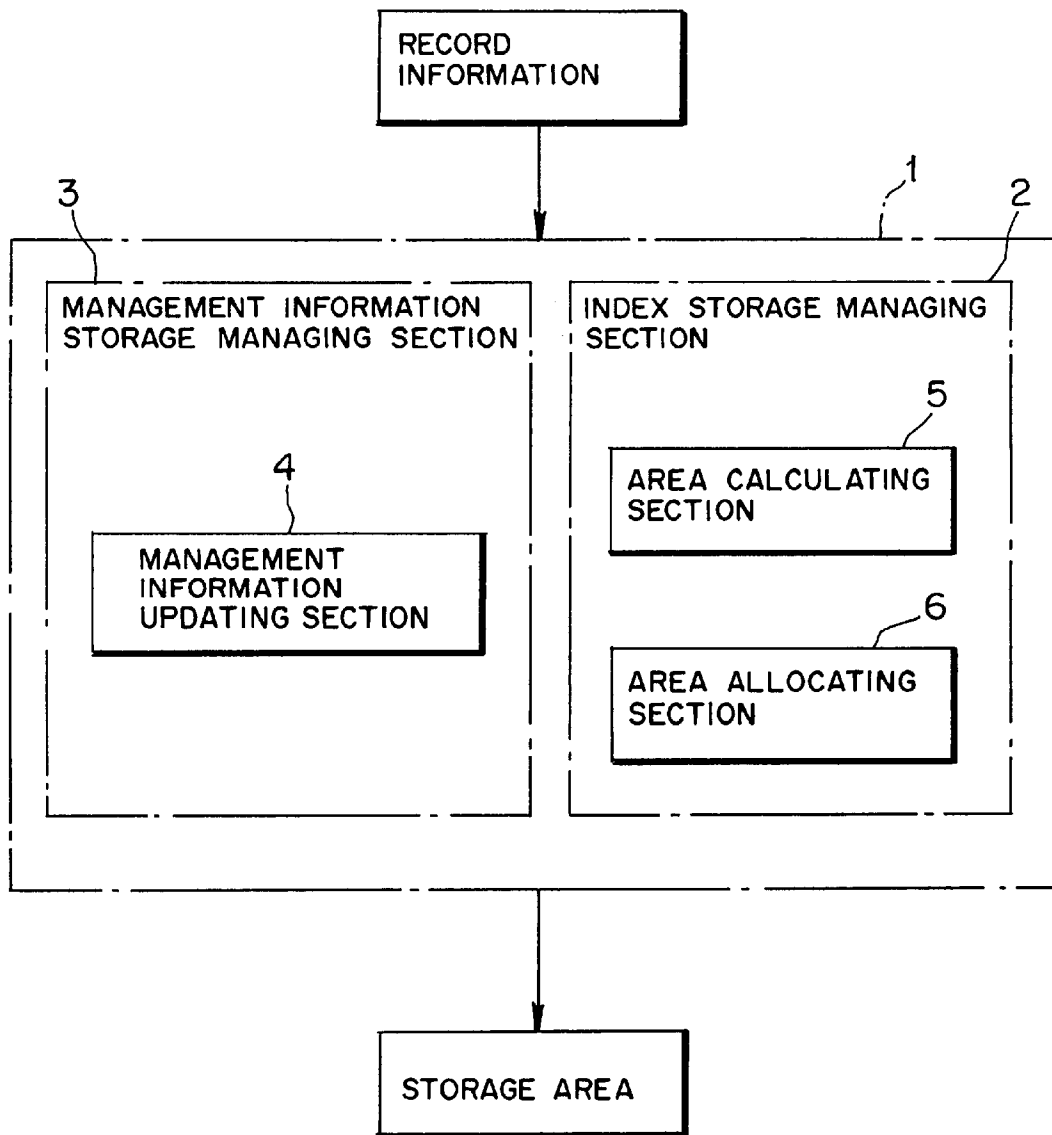 RECORD
INFORMATION
1
3
2
MANAGEMENT INFORMATION
STORAGE MANAGING SECTION
INDEX STORAGE MANAGING
SECTION
5
AREA CALCULATING
SECTION
4
MANAGEMENT
INFORMATION
UPDATING SECTION
6
AREA ALLOCATING
SECTION
STORAGE AREA